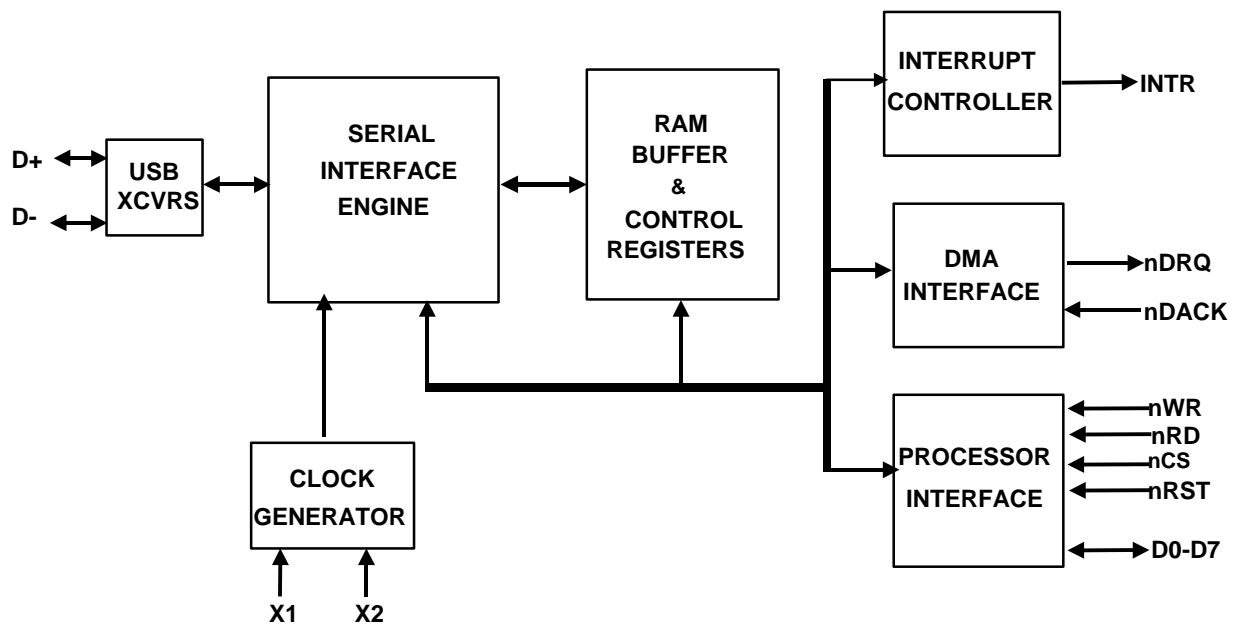 D+
D-
USB
XCVRS
SERIAL
INTERFACE
ENGINE
RAM
BUFFER
&
CONTROL
REGISTERS
CLOCK
GENERATOR
X1
X2
INTERRUPT
CONTROLLER
INTR
DMA
INTERFACE
nDRQ
nDACK
PROCESSOR
INTERFACE
nWR
nRD
nCS
nRST
D0-D7